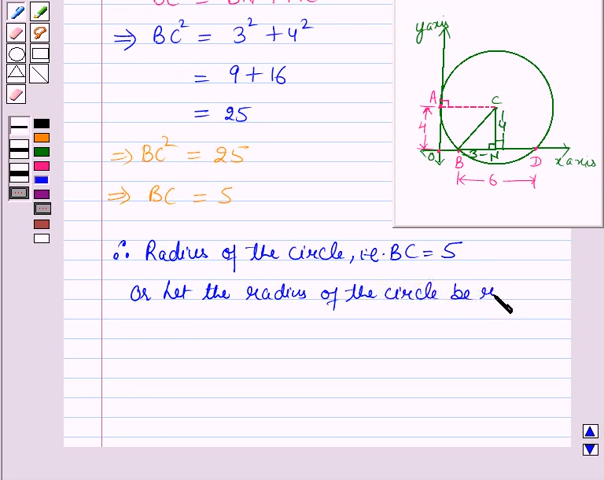 ⇒ BC² = 3² + 4²
= 9 + 16
= 25
⇒ BC² = 25
⇒ BC = 5
∴ Radius of the circle, i.e. BC = 5
Or Let the radius of the circle be r
y axis
A
C
4
4
O
B
3
N
D
x axis
6